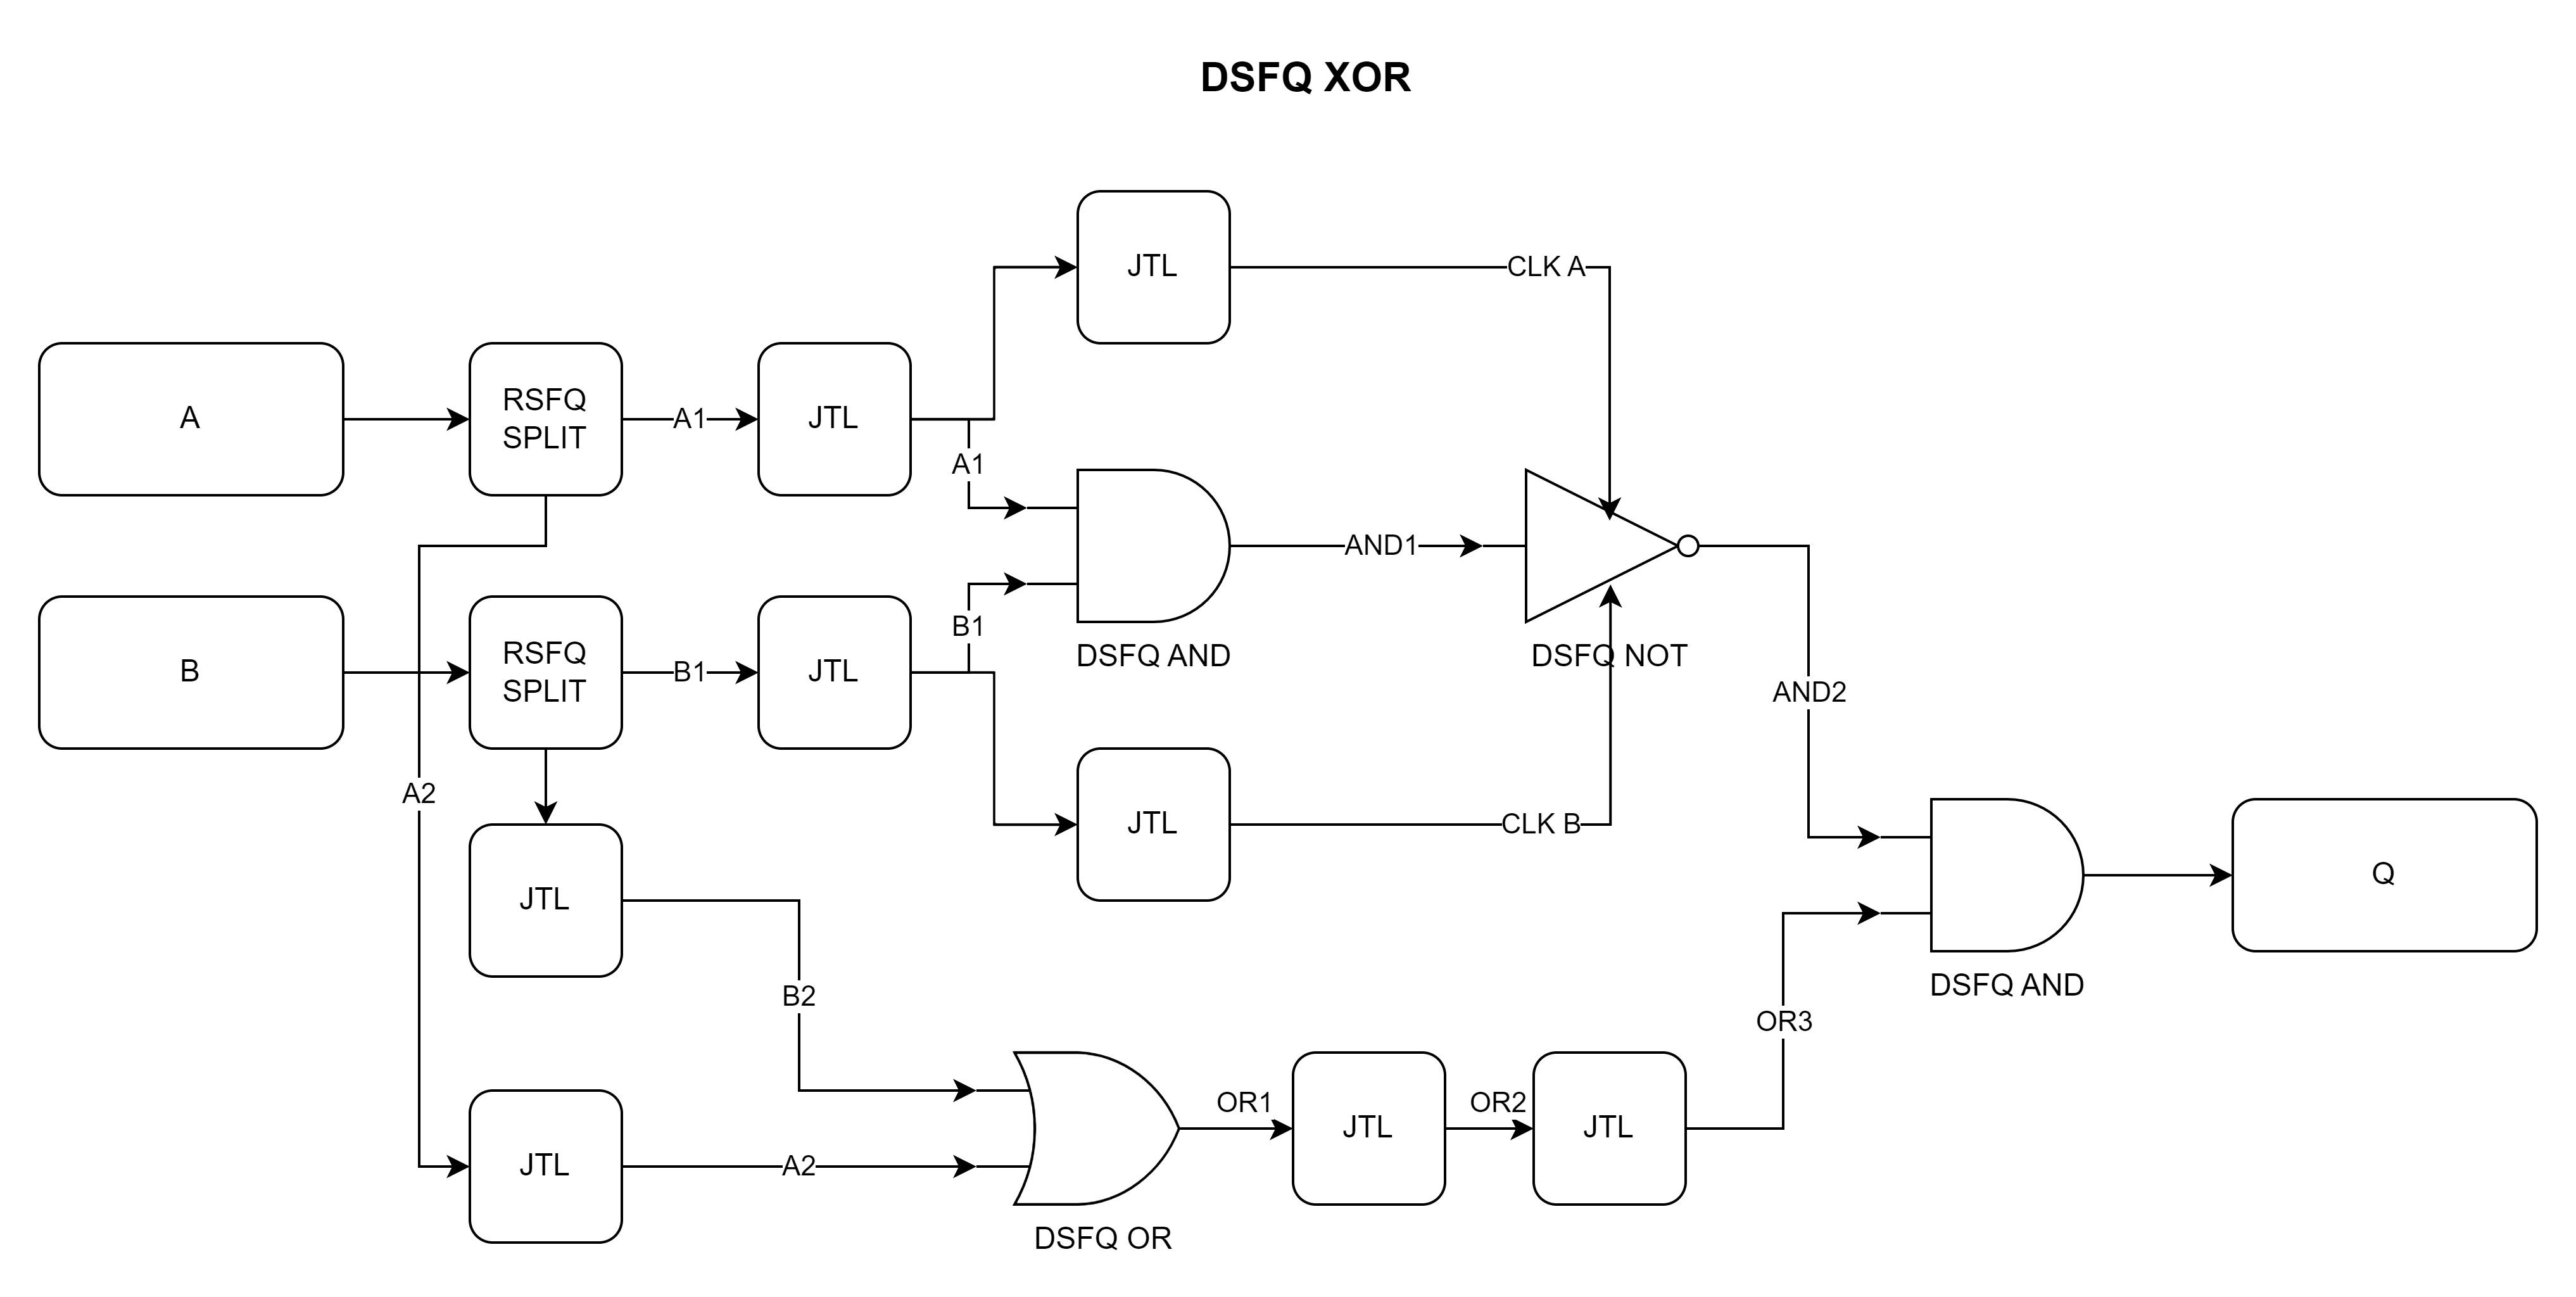 DSFQ XOR
JTL
CLK A
A
RSFQ
SPLIT
A1
JTL
A1
AND1
B
RSFQ
SPLIT
B1
JTL
B1
DSFQ AND
DSFQ NOT
AND2
A2
JTL
CLK B
JTL
B2
Q
DSFQ AND
OR3
JTL
A2
OR1
JTL
OR2
JTL
DSFQ OR